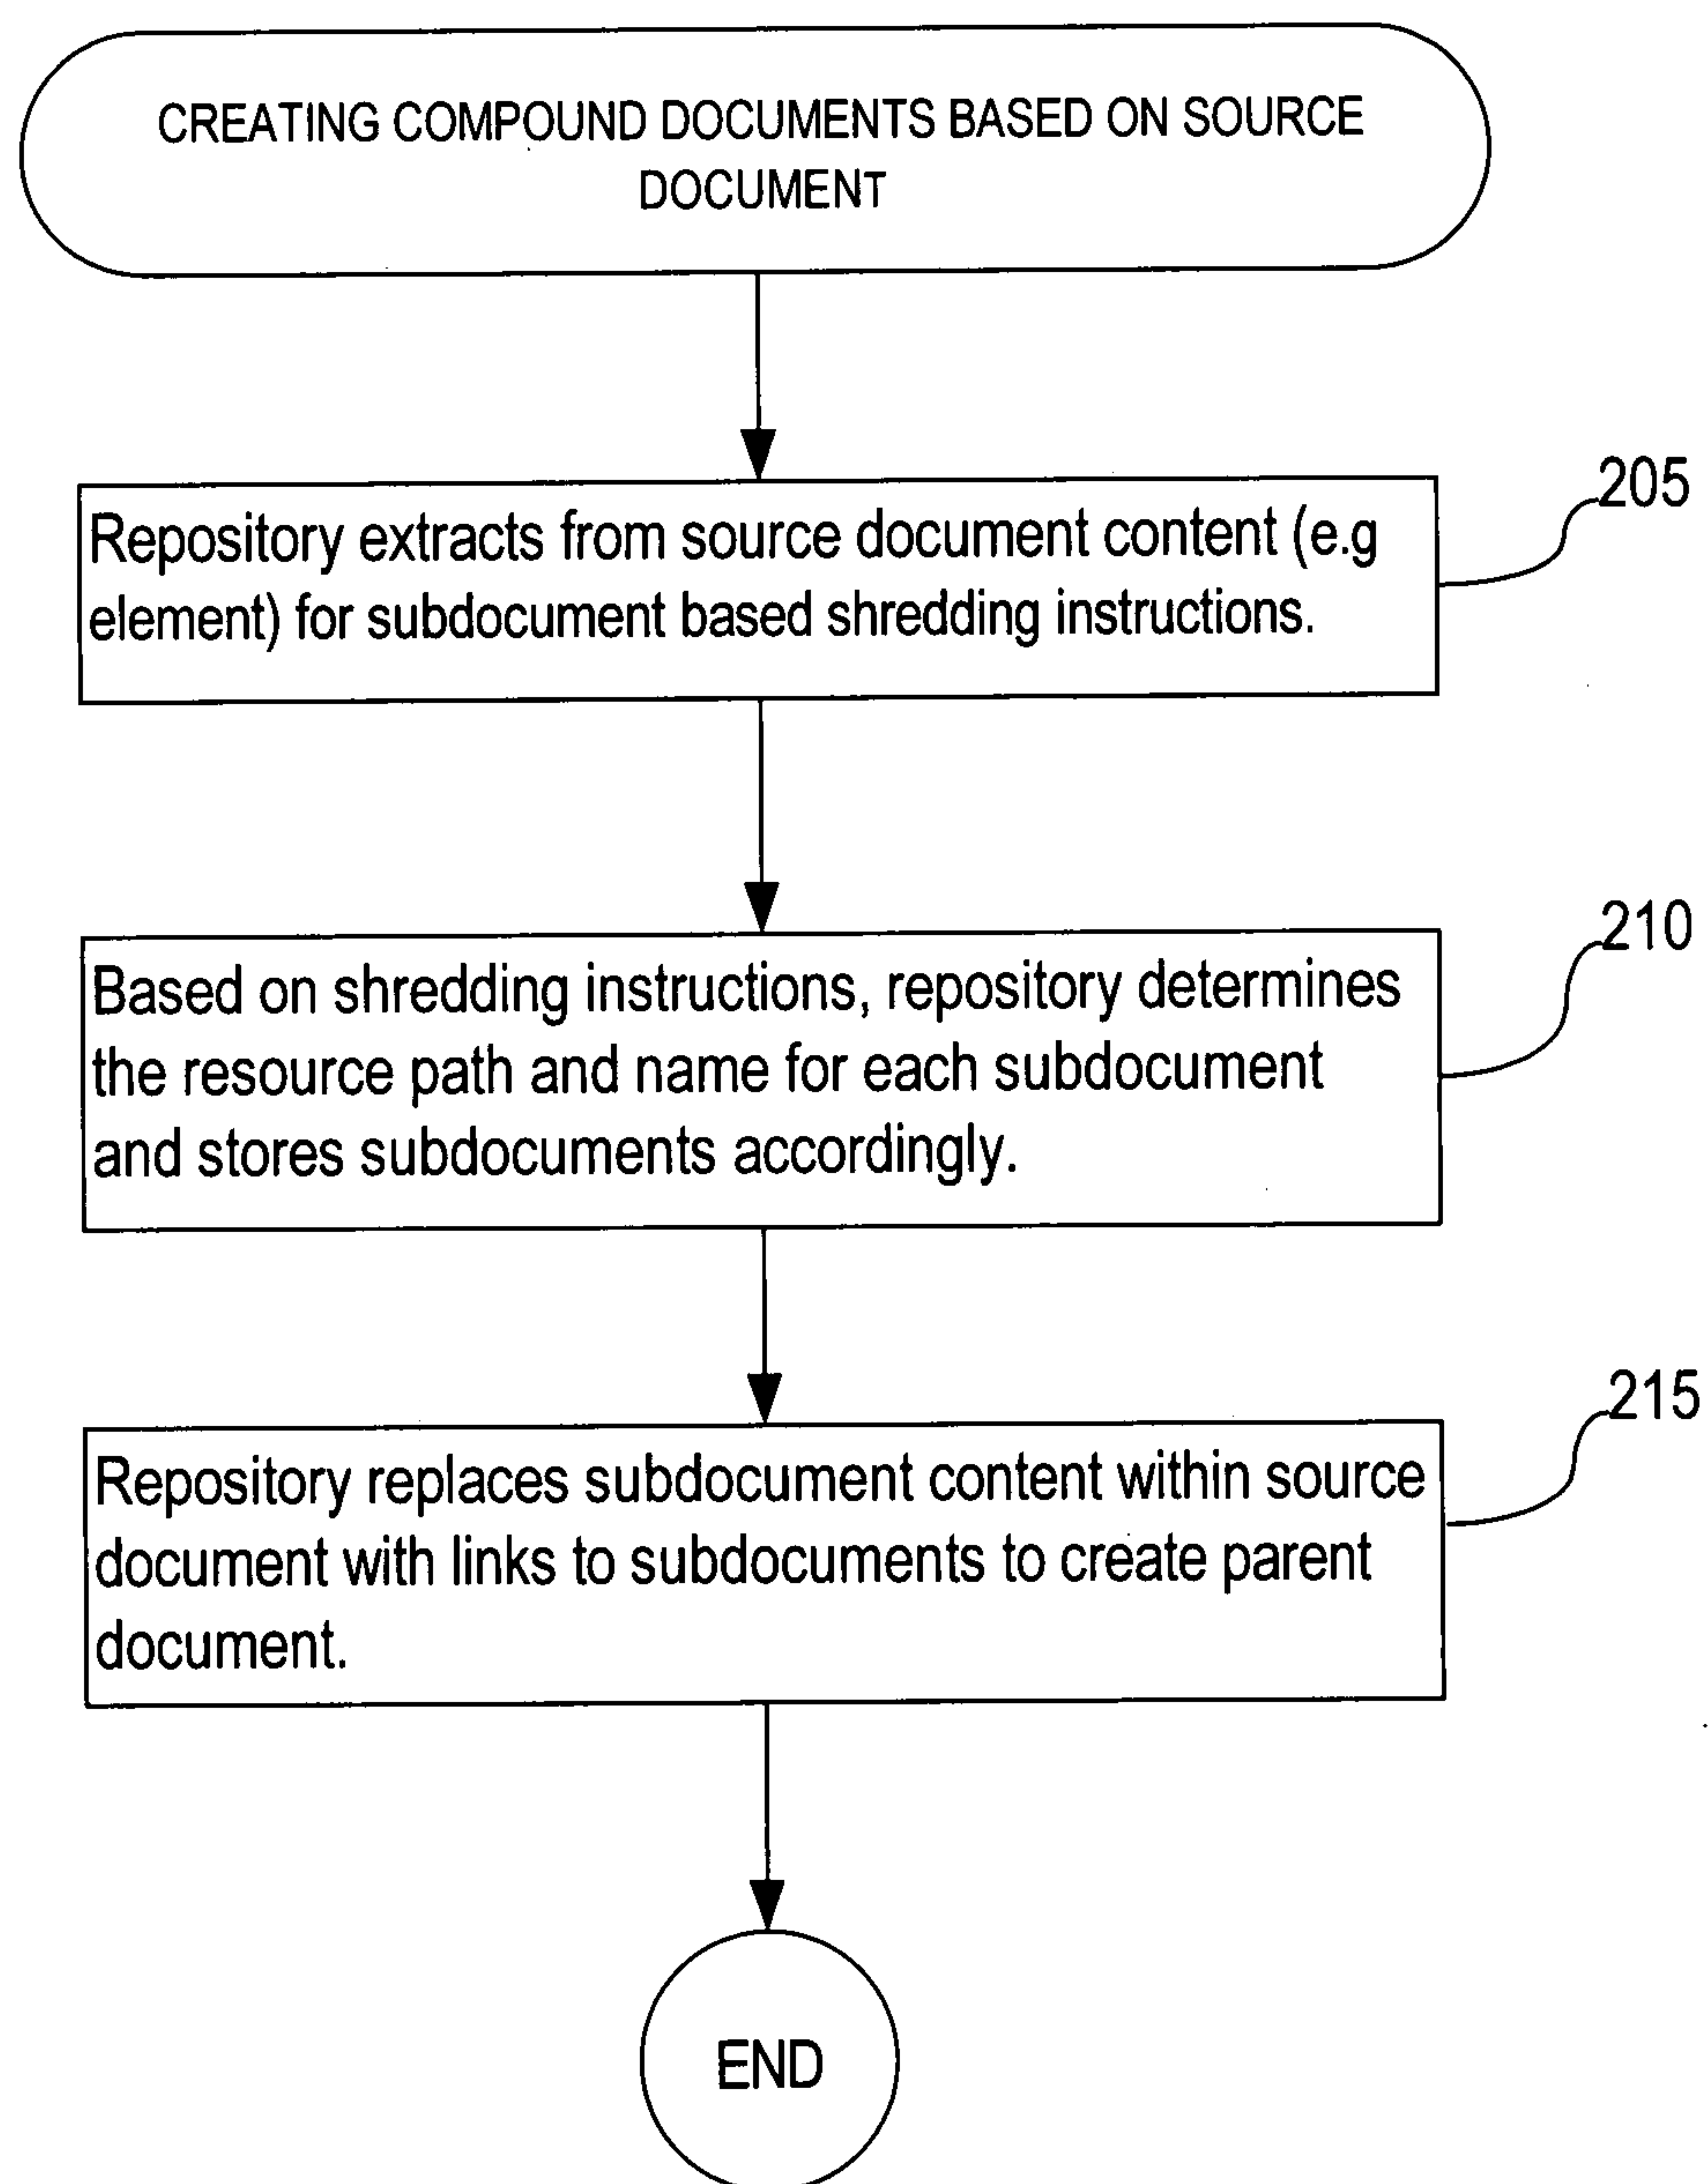 CREATING COMPOUND DOCUMENTS BASED ON SOURCE
DOCUMENT
205
Repository extracts from source document content (e.g
element) for subdocument based shredding instructions.
210
Based on shredding instructions, repository determines
the resource path and name for each subdocument
and stores subdocuments accordingly.
215
Repository replaces subdocument content within source
document with links to subdocuments to create parent
document.
END